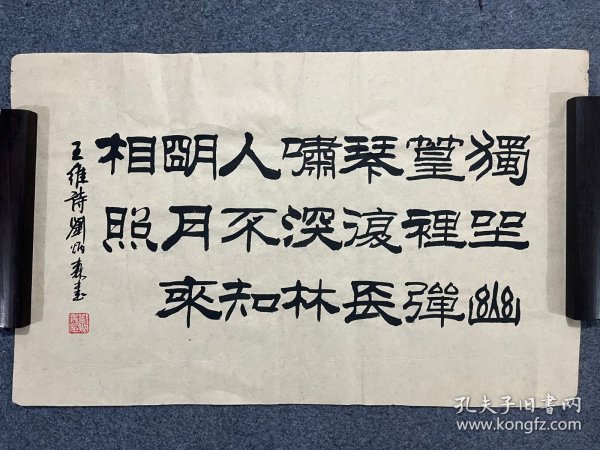 獨坐幽
篁裡彈
琴復長
嘯深林
人不知
明月來
相照
王維詩劉炳森書
孔夫子旧书网
www.kongfz.com